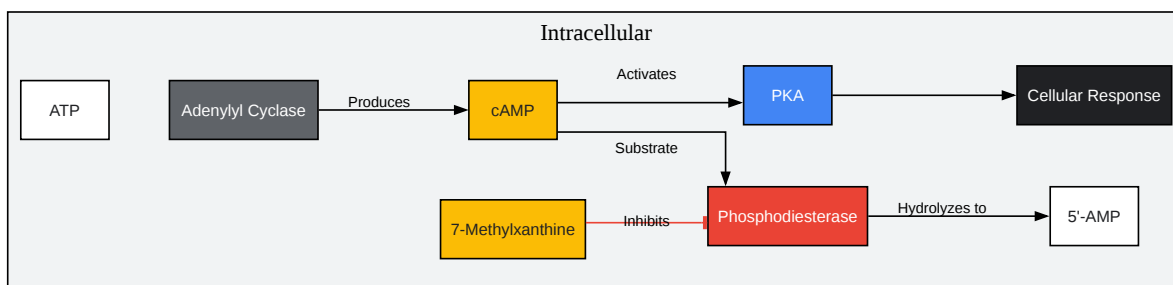 Intracellular
ATP
Adenylyl Cyclase
Produces
cAMP
Activates
PKA
Cellular Response
Substrate
7-Methylxanthine
Inhibits
Phosphodiesterase
Hydrolyzes to
5'-AMP